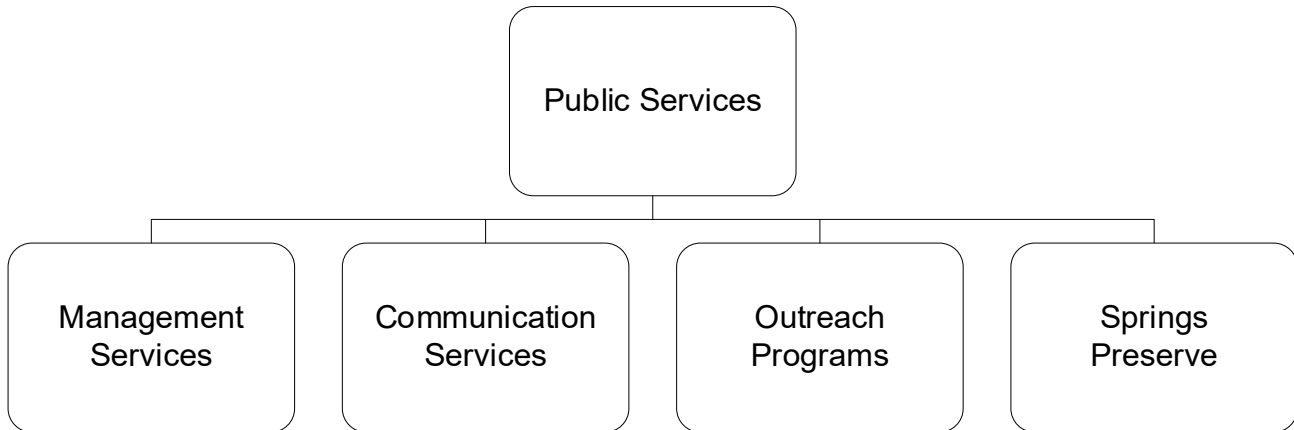 Public Services
Management
Services
Communication
Services
Outreach
Programs
Springs
Preserve